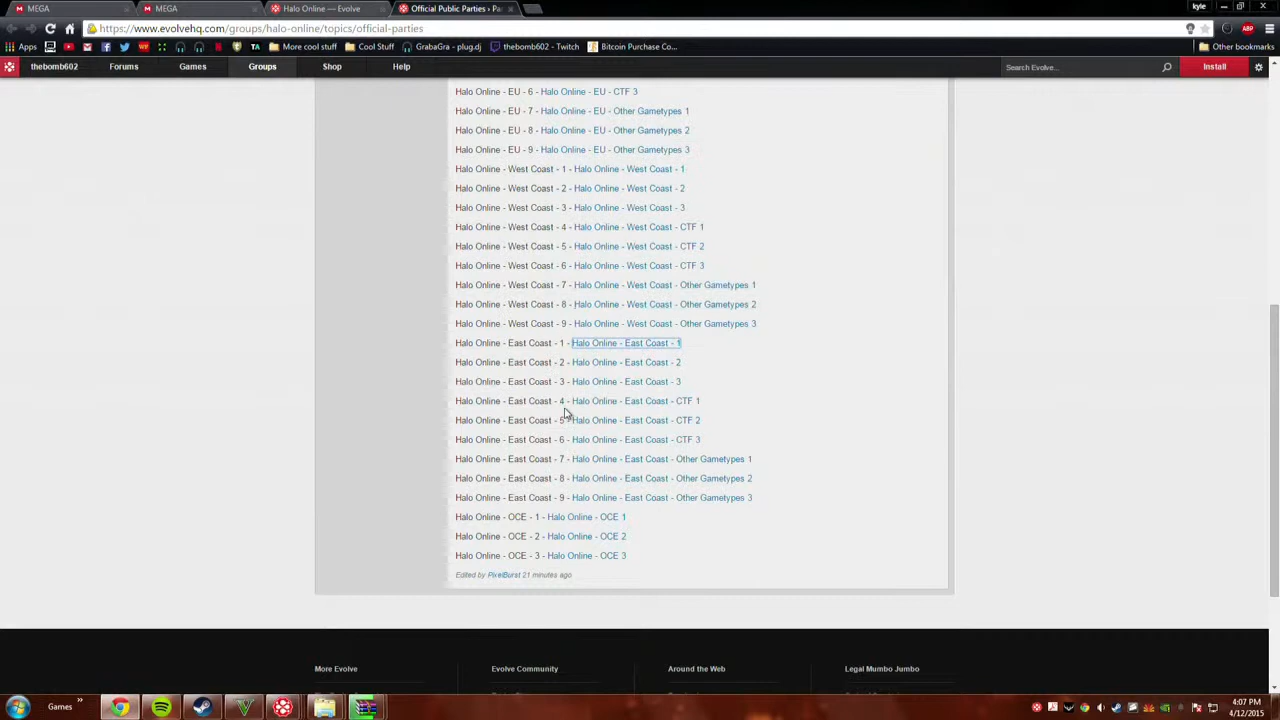 MEGA
MEGA
Halo Online — Evolve
Official Public Parties › Pa
kyle
https://www.evolvehq.com/groups/halo-online/topics/official-parties
Apps
More cool stuff
Cool Stuff
GrabaGra - plug.dj
thebomb602 - Twitch
Bitcoin Purchase Co...
Other bookmarks
thebomb602
Forums
Games
Groups
Shop
Help
Search Evolve...
Install
Halo Online - EU - 6 - Halo Online - EU - CTF 3
Halo Online - EU - 7 - Halo Online - EU - Other Gametypes 1
Halo Online - EU - 8 - Halo Online - EU - Other Gametypes 2
Halo Online - EU - 9 - Halo Online - EU - Other Gametypes 3
Halo Online - West Coast - 1 - Halo Online - West Coast - 1
Halo Online - West Coast - 2 - Halo Online - West Coast - 2
Halo Online - West Coast - 3 - Halo Online - West Coast - 3
Halo Online - West Coast - 4 - Halo Online - West Coast - CTF 1
Halo Online - West Coast - 5 - Halo Online - West Coast - CTF 2
Halo Online - West Coast - 6 - Halo Online - West Coast - CTF 3
Halo Online - West Coast - 7 - Halo Online - West Coast - Other Gametypes 1
Halo Online - West Coast - 8 - Halo Online - West Coast - Other Gametypes 2
Halo Online - West Coast - 9 - Halo Online - West Coast - Other Gametypes 3
Halo Online - East Coast - 1 - Halo Online - East Coast - 1
Halo Online - East Coast - 2 - Halo Online - East Coast - 2
Halo Online - East Coast - 3 - Halo Online - East Coast - 3
Halo Online - East Coast - 4 - Halo Online - East Coast - CTF 1
Halo Online - East Coast - 5 - Halo Online - East Coast - CTF 2
Halo Online - East Coast - 6 - Halo Online - East Coast - CTF 3
Halo Online - East Coast - 7 - Halo Online - East Coast - Other Gametypes 1
Halo Online - East Coast - 8 - Halo Online - East Coast - Other Gametypes 2
Halo Online - East Coast - 9 - Halo Online - East Coast - Other Gametypes 3
Halo Online - OCE - 1 - Halo Online - OCE 1
Halo Online - OCE - 2 - Halo Online - OCE 2
Halo Online - OCE - 3 - Halo Online - OCE 3
Edited by PixelBurst 21 minutes ago
More Evolve
Evolve Community
Around the Web
Legal Mumbo Jumbo
Games
4:07 PM
4/12/2015